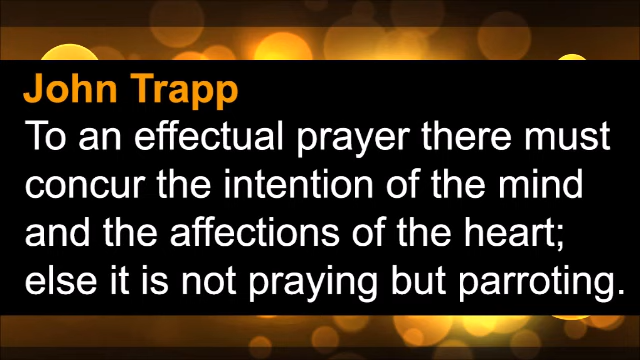 John Trapp
To an effectual prayer there must
concur the intention of the mind
and the affections of the heart;
else it is not praying but parroting.